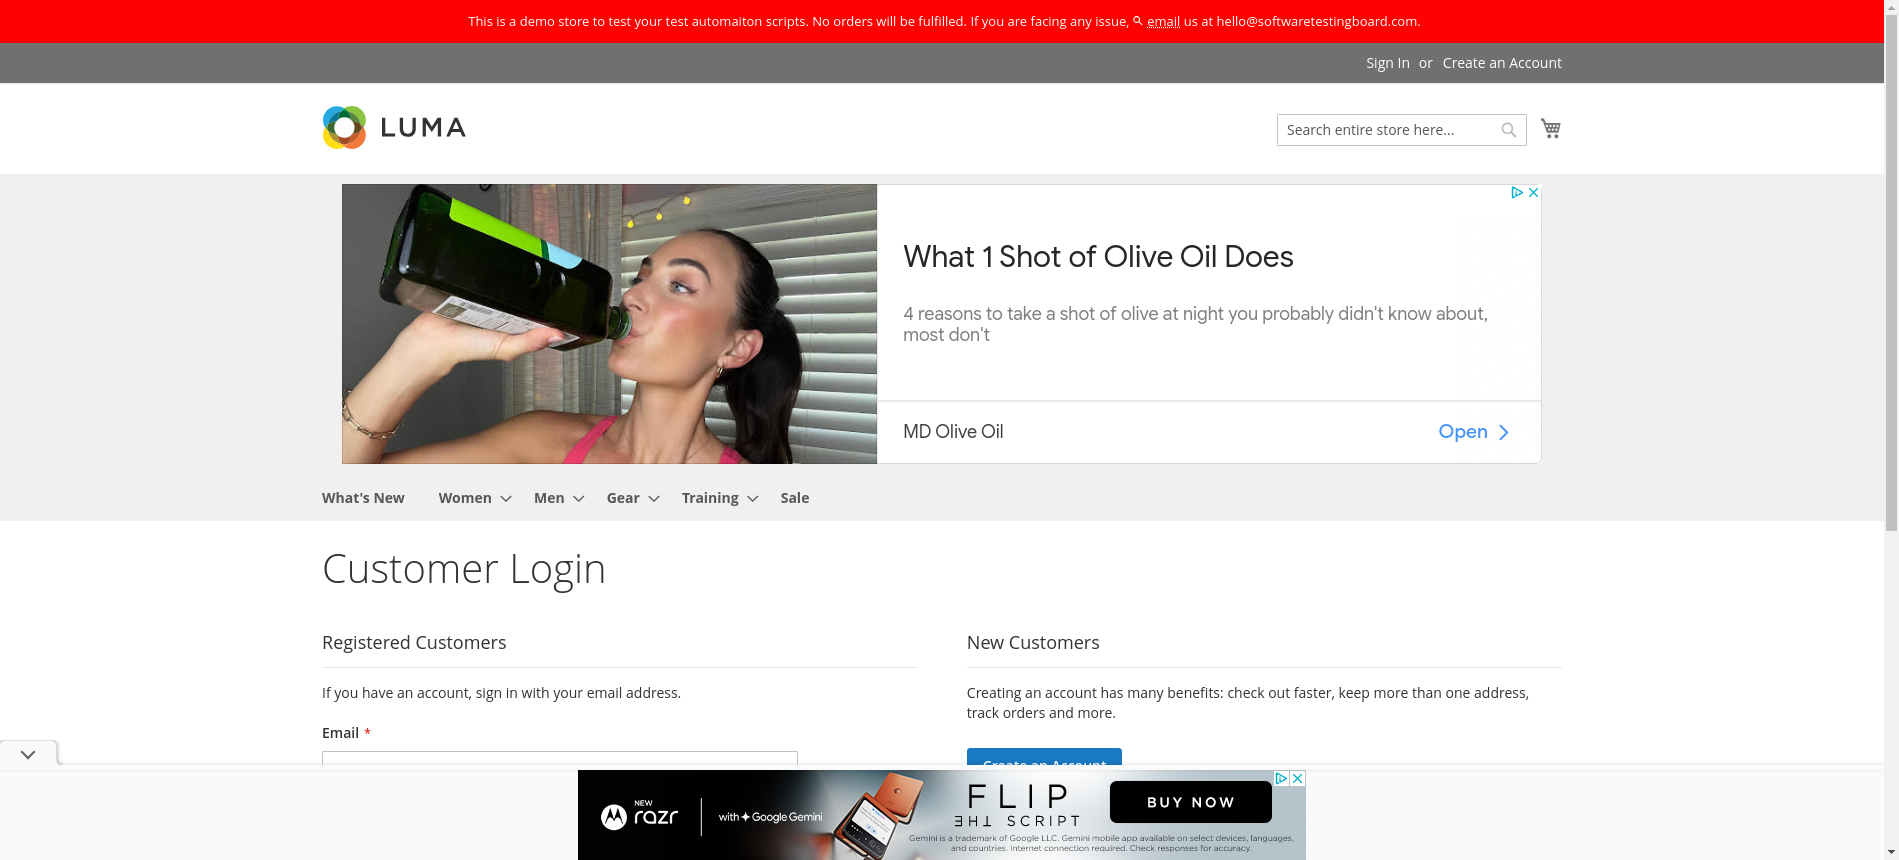 This is a demo store to test your test automaiton scripts. No orders will be fulfilled. If you are facing any issue, email us at hello@softwaretestingboard.com.
Sign In or Create an Account
LUMA
Search entire store here...
What 1 Shot of Olive Oil Does
4 reasons to take a shot of olive at night you probably didn't know about,
most don't
MD Olive Oil
Open
What's New Women Men Gear Training Sale
Customer Login
Registered Customers
If you have an account, sign in with your email address.
Email *
New Customers
Creating an account has many benefits: check out faster, keep more than one address,
track orders and more.
Create an Account
NEW
razr
with Google Gemini
FLIP
THE SCRIPT
BUY NOW
Gemini is a trademark of Google LLC. Gemini mobile app available on select devices, languages,
and countries. Internet connection required. Check responses for accuracy.